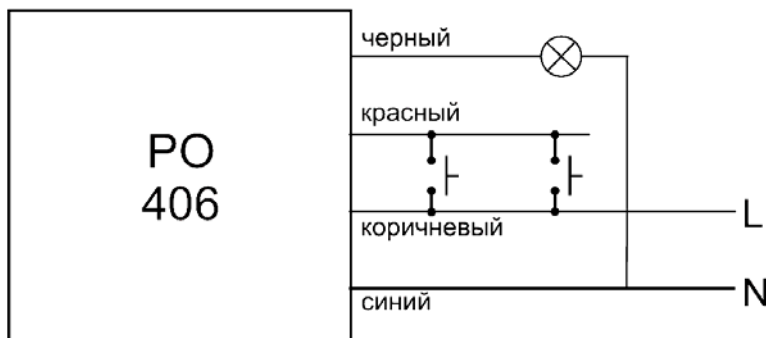 черный
красный
PO
406
коричневый
L
N
синий